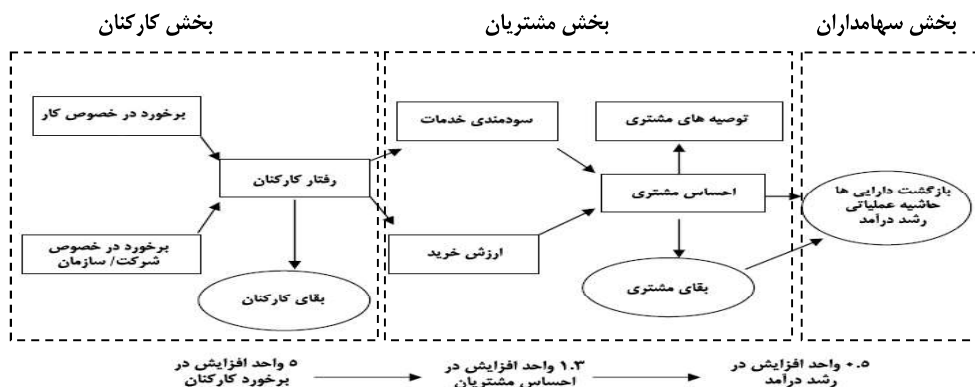 بخش سهامداران
بخش مشتریان
بخش کارکنان
برخورد در خصوص کار
سودمندی خدمات
توصیه های مشتری
رفتار کارکنان
احساس مشتری
بازگشت دارایی ها
حاشیه عملیاتی
رشد درآمد
برخورد در خصوص
شرکت/ سازمان
ارزش خرید
بقای کارکنان
بقای مشتری
۵ واحد افزایش در
برخورد کارکنان
۱.۳ واحد افزایش در
احساس مشتریان
۰.۵ واحد افزایش در
رشد درآمد